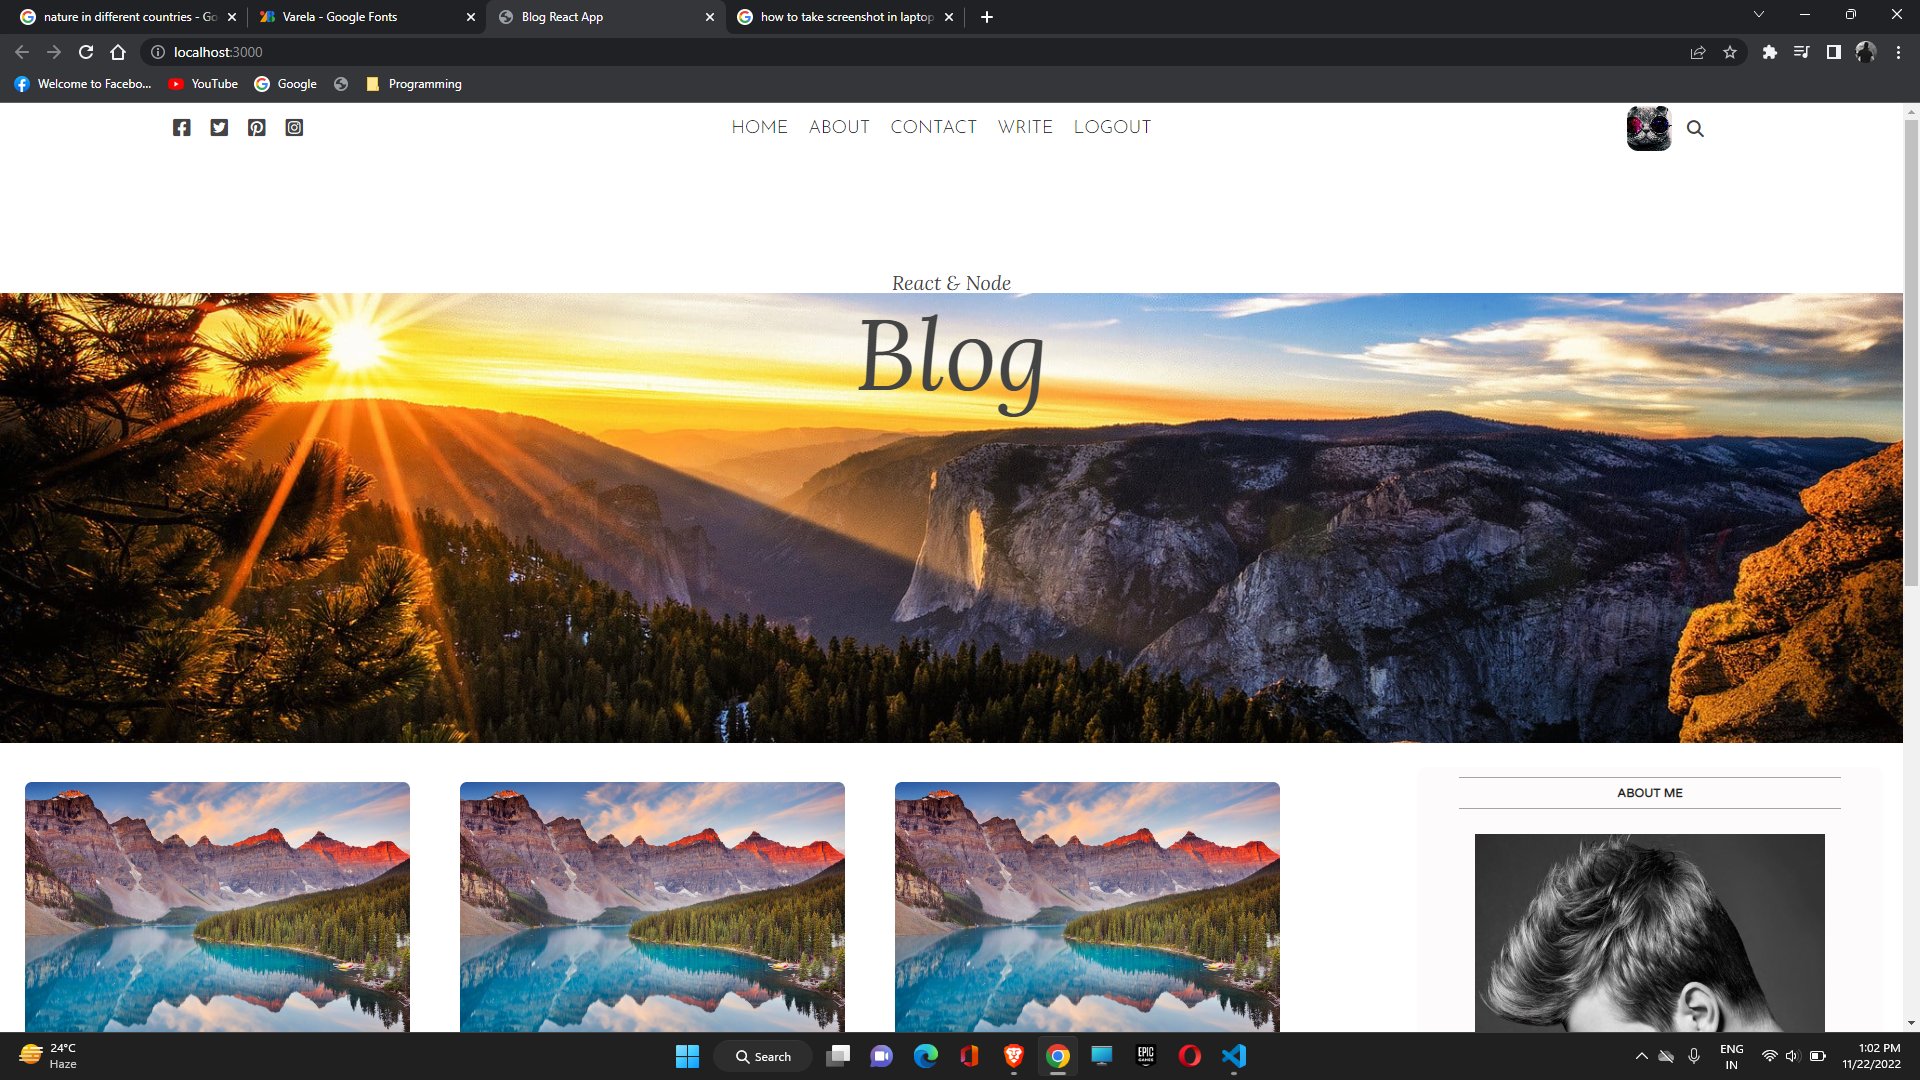 nature in different countries - Go
Varela - Google Fonts
Blog React App
how to take screenshot in laptop
localhost:3000
Welcome to Facebo...
YouTube
Google
Programming
HOME ABOUT CONTACT WRITE LOGOUT
React & Node
Blog
ABOUT ME
24°C
Haze
Search
EPIC
GAMES
ENG
IN
1:02 PM
11/22/2022